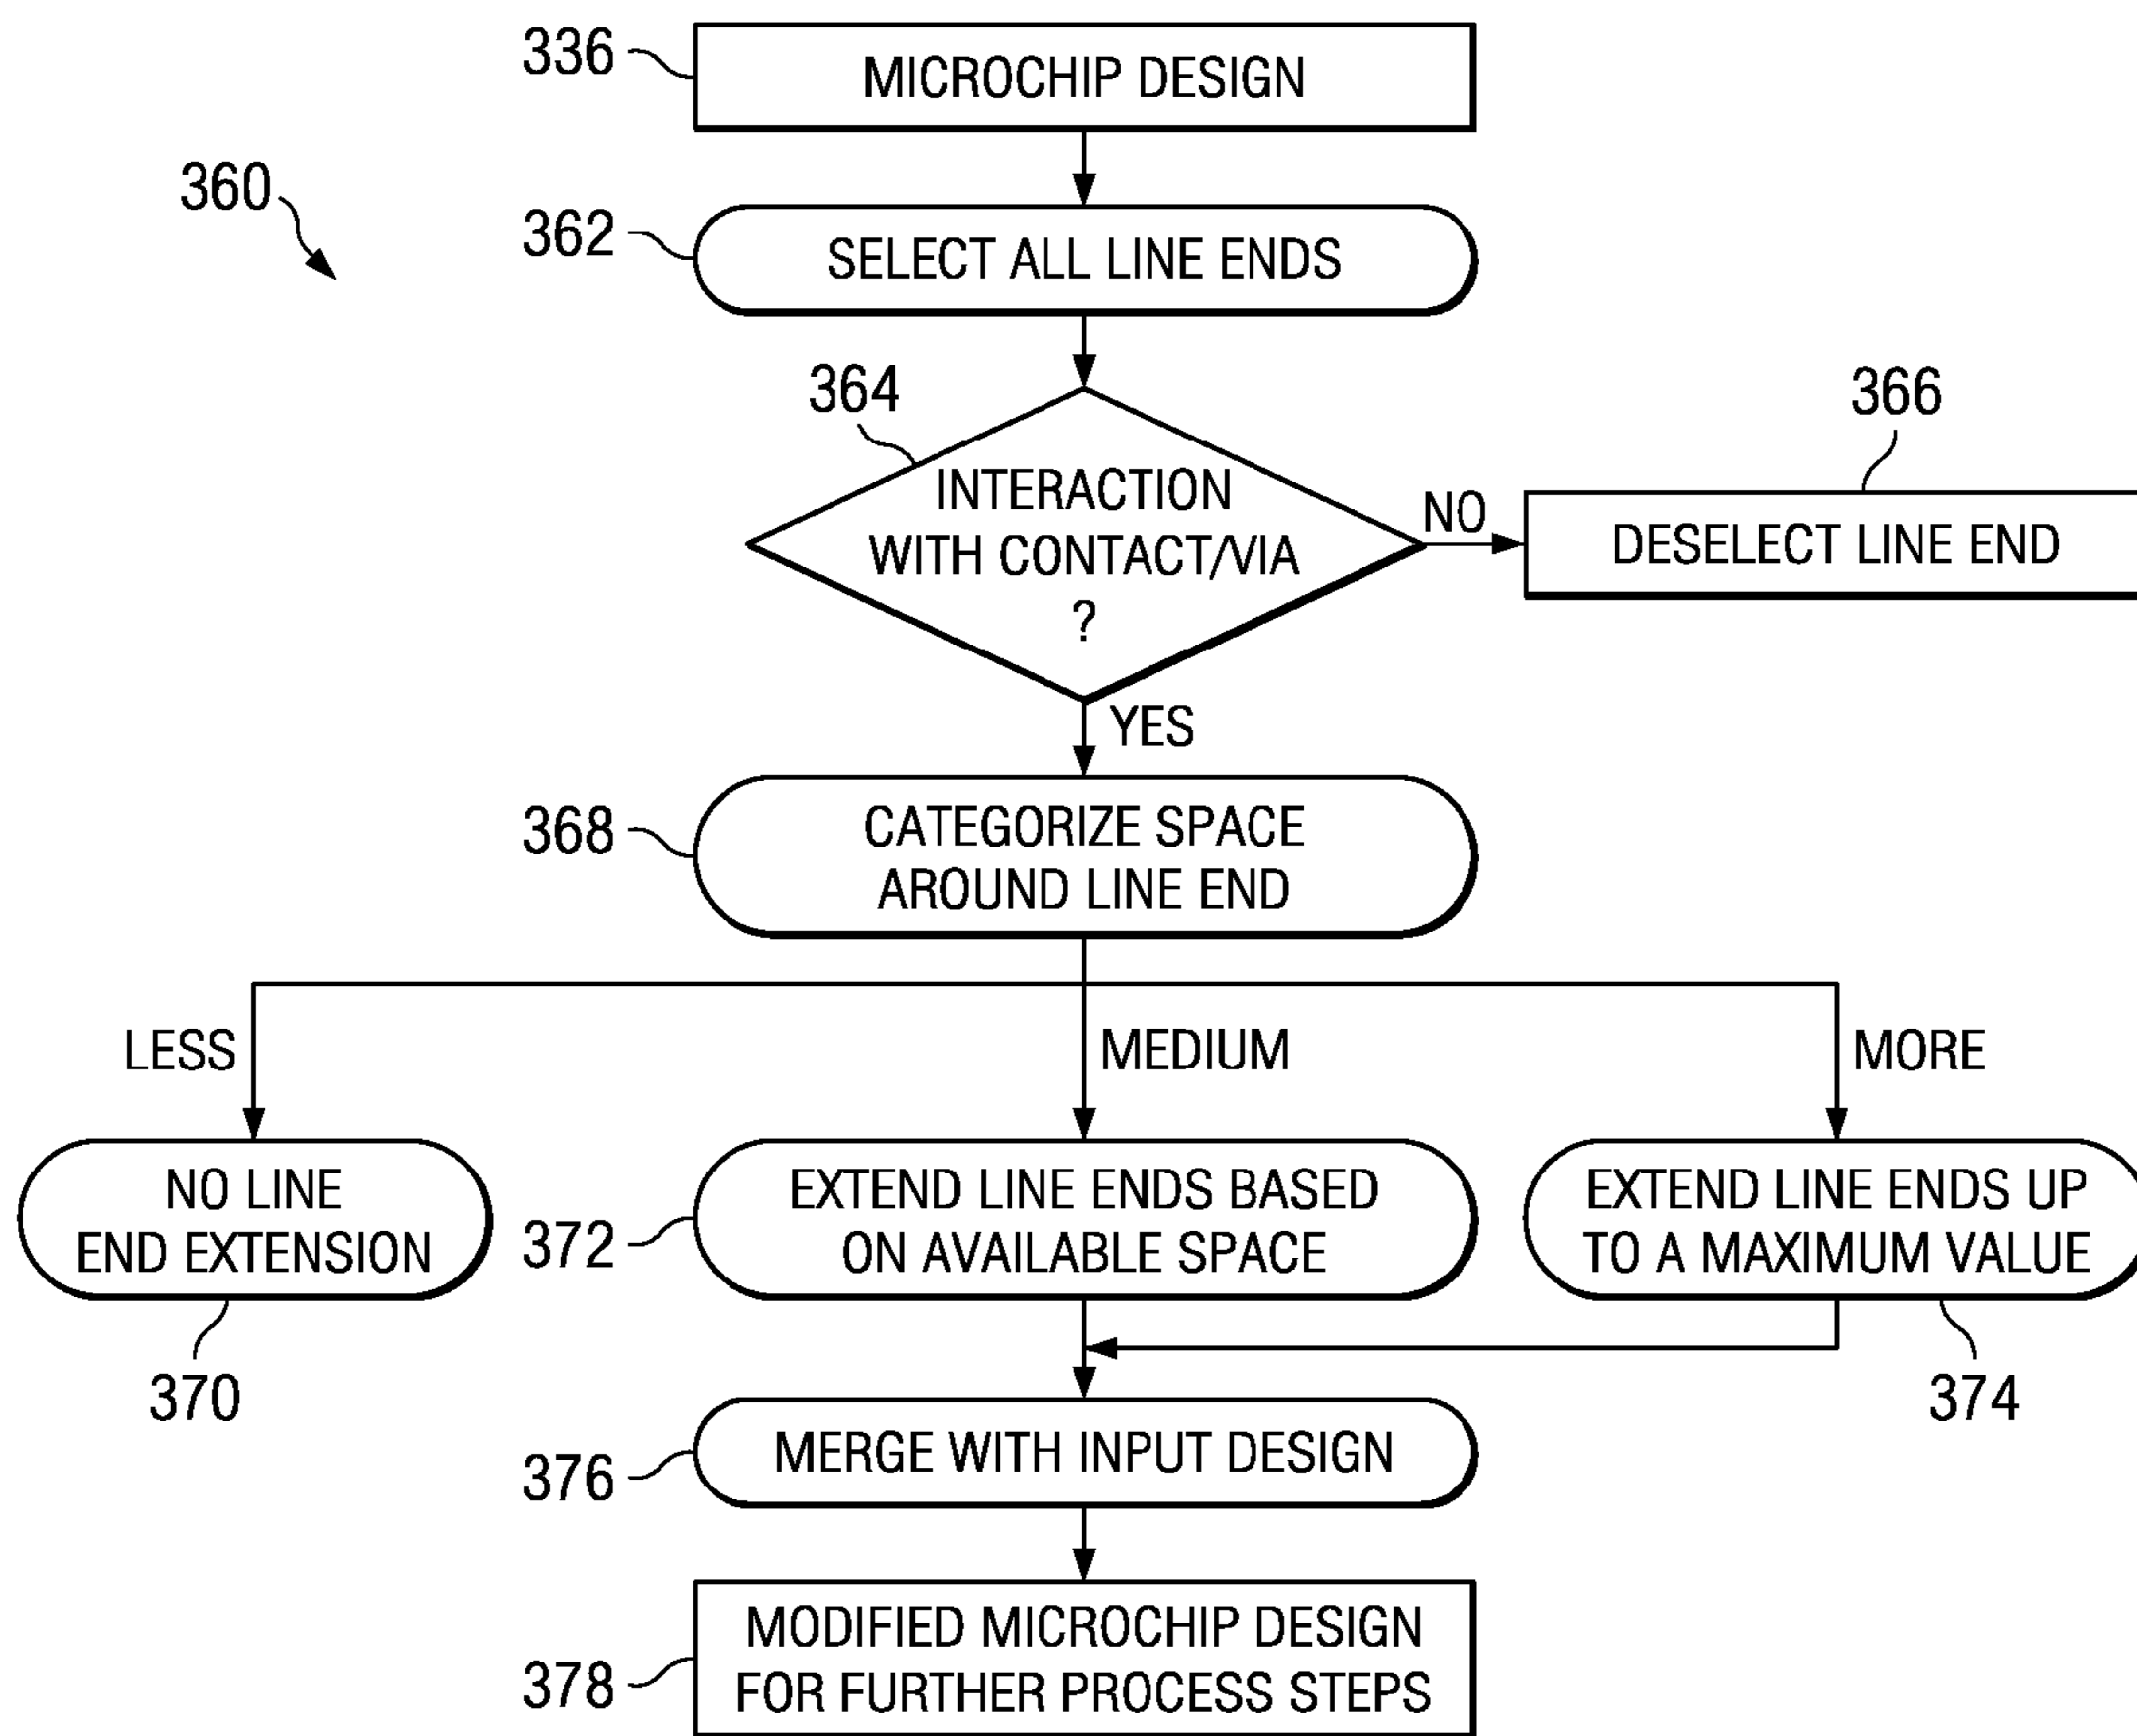 336
MICROCHIP DESIGN
360
362
SELECT ALL LINE ENDS
364
INTERACTION
WITH CONTACT/VIA
?
NO
366
DESELECT LINE END
YES
368
CATEGORIZE SPACE
AROUND LINE END
LESS
MEDIUM
MORE
NO LINE
END EXTENSION
370
372
EXTEND LINE ENDS BASED
ON AVAILABLE SPACE
EXTEND LINE ENDS UP
TO A MAXIMUM VALUE
374
376
MERGE WITH INPUT DESIGN
378
MODIFIED MICROCHIP DESIGN
FOR FURTHER PROCESS STEPS